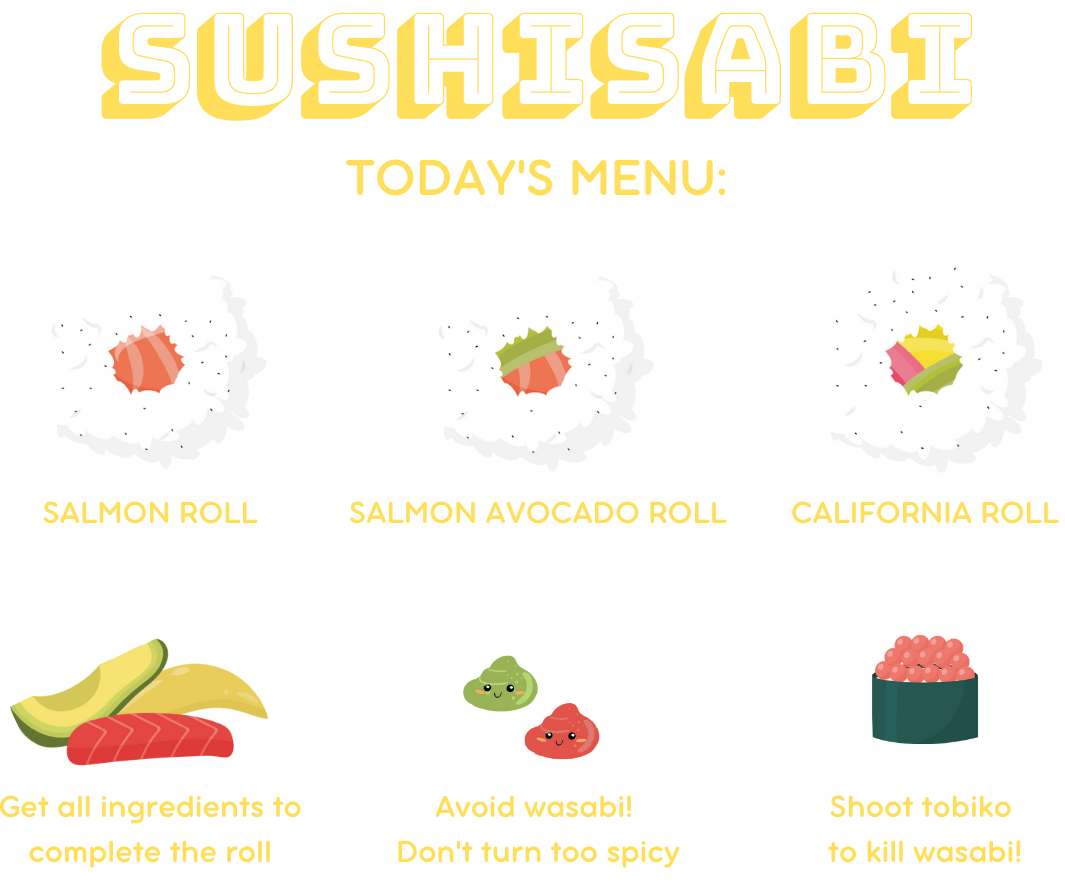 SUSHISABI
TODAY'S MENU:
SALMON ROLL
SALMON AVOCADO ROLL
CALIFORNIA ROLL
Get all ingredients to
complete the roll
Avoid wasabi!
Don't turn too spicy
Shoot tobiko
to kill wasabi!